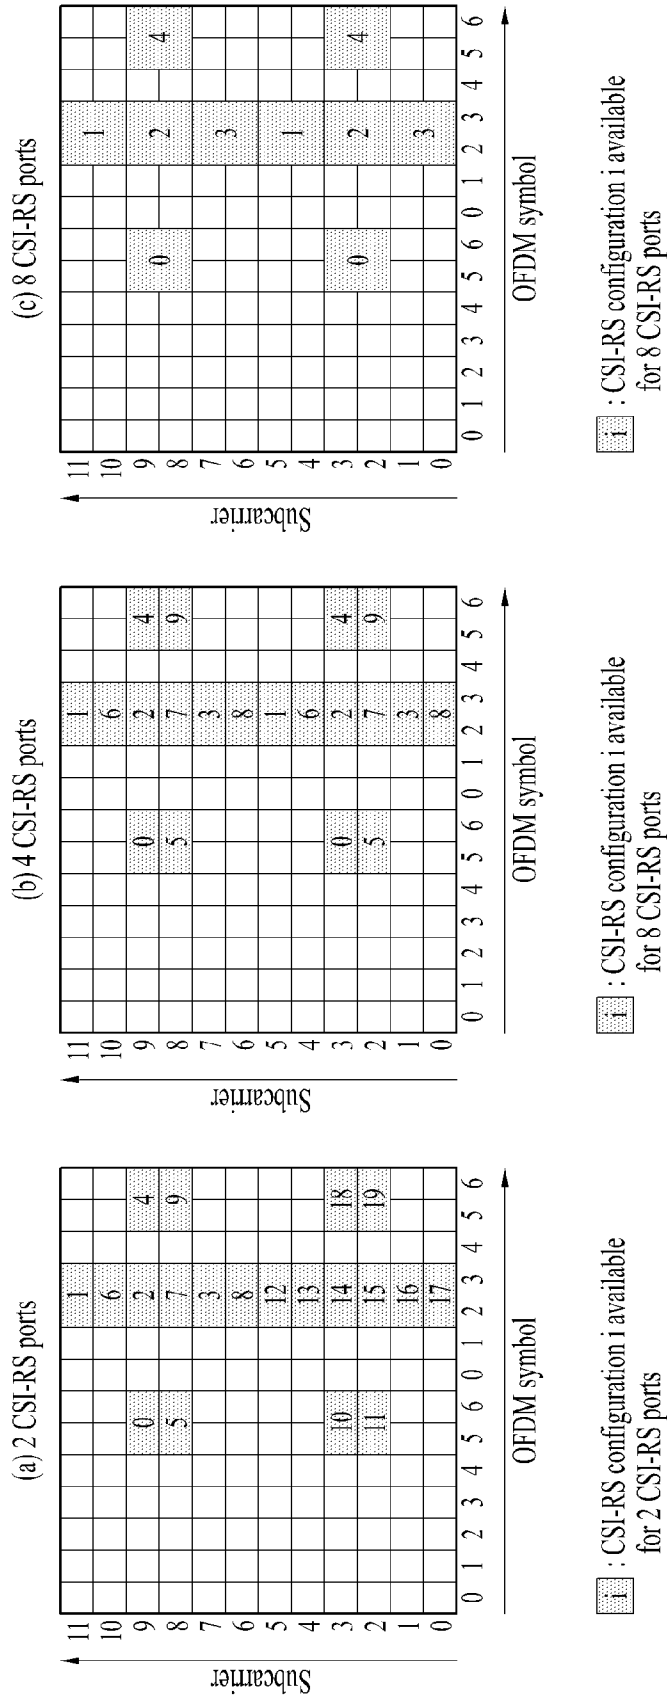 (a) 2 CSI-RS ports
Subcarrier
11 1
10 6
9 0 2 4
8 5 7 9
7 3
6 8
5 12
4 13
3 10 14 18
2 11 15 19
1 16
0 17
0 1 2 3 4 5 6 0 1 2 3 4 5 6
OFDM symbol
i : CSI-RS configuration i available
for 2 CSI-RS ports
(b) 4 CSI-RS ports
Subcarrier
11 1
10 6
9 0 2 4
8 5 7 9
7 3
6 8
5 1
4 6
3 0 2 4
2 5 7 9
1 3
0 8
0 1 2 3 4 5 6 0 1 2 3 4 5 6
OFDM symbol
i : CSI-RS configuration i available
for 8 CSI-RS ports
(c) 8 CSI-RS ports
Subcarrier
11
1
10
9
0 2 4
8
7
3
6
5
1
4
3
0 2 4
2
1
3
0
0 1 2 3 4 5 6 0 1 2 3 4 5 6
OFDM symbol
i : CSI-RS configuration i available
for 8 CSI-RS ports